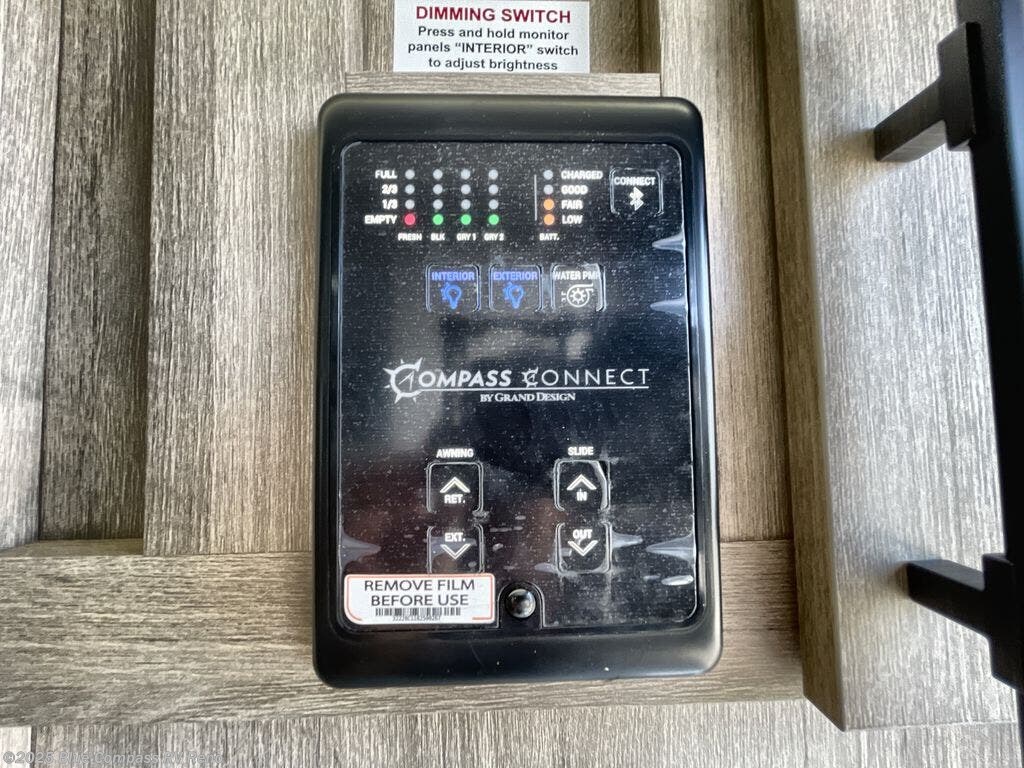 DIMMING SWITCH
Press and hold monitor
panels "INTERIOR" switch
to adjust brightness
FULL CHARGED CONNECT
2/3 GOOD
1/3 FAIR
EMPTY LOW
FRESH BLK GRY 1 GRY 2 BATT.
INTERIOR EXTERIOR WATER PMP
COMPASS CONNECT
BY GRAND DESIGN
AWNING SLIDE
RET. IN
EXT. OUT
REMOVE FILM
BEFORE USE